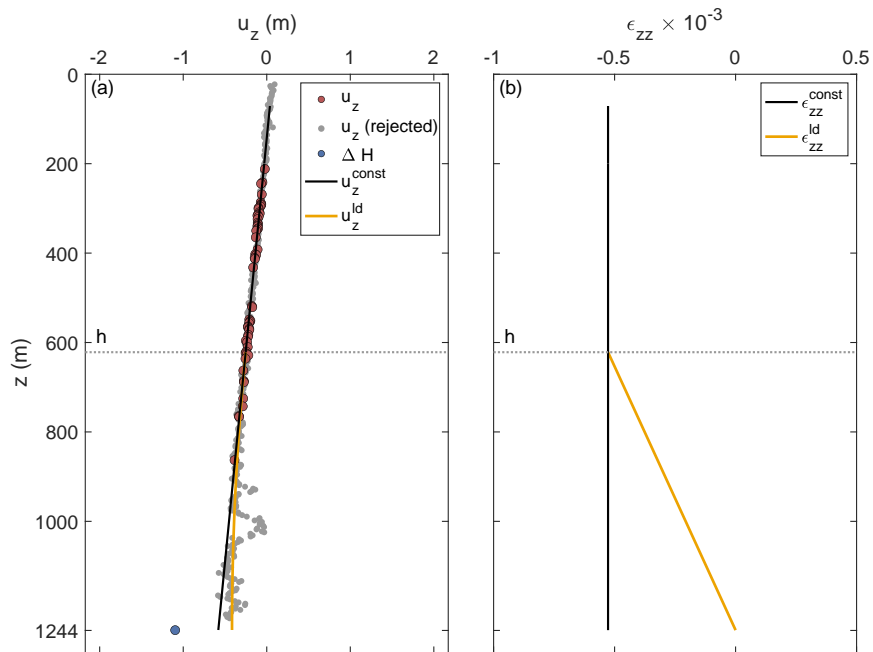 u_z (m)
-2 -1 0 1 2
(a)
u_z
u_z (rejected)
Δ H
u_z^const
u_z^ld
0
200
400
600
800
1000
1244
z (m)
h
ϵ_zz × 10^-3
-1 -0.5 0 0.5
(b)
ϵ_zz^const
ϵ_zz^ld
h